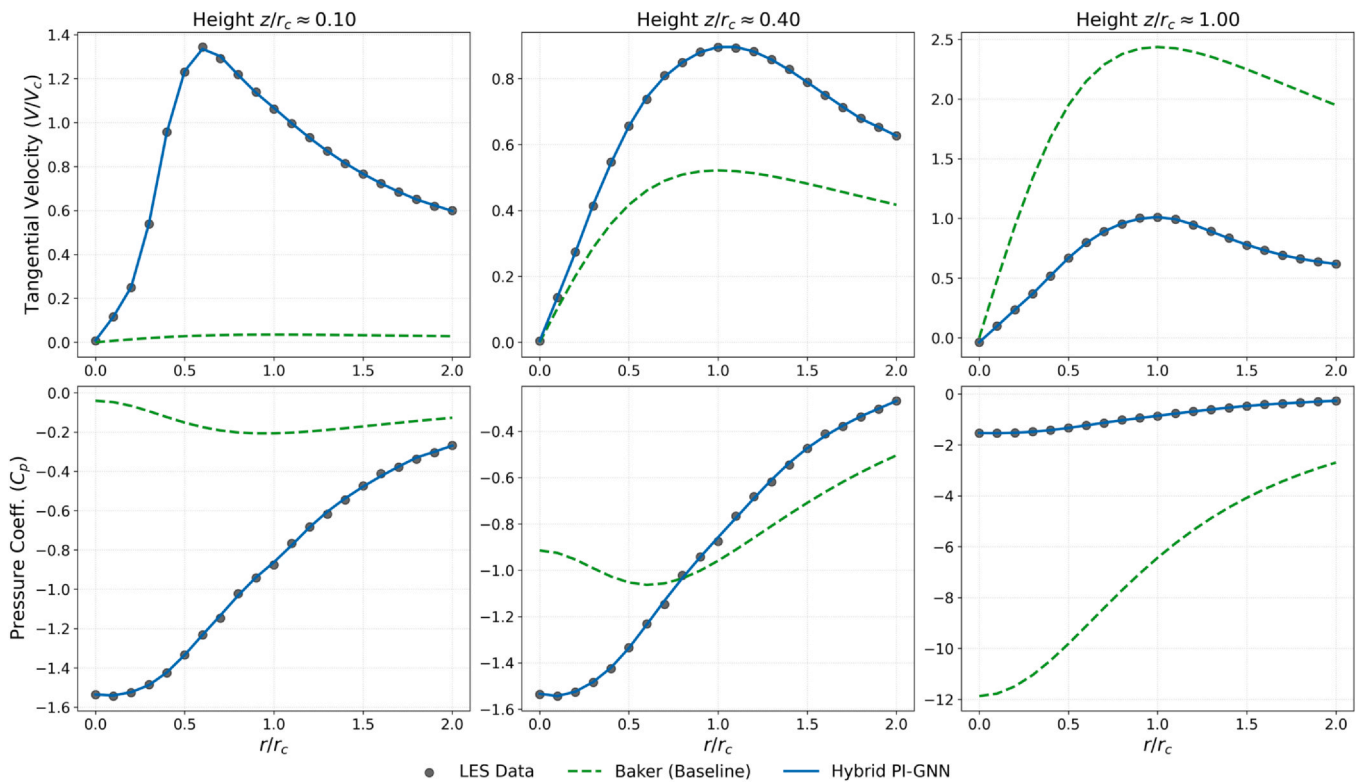 Height z/r_c ≈ 0.10
Height z/r_c ≈ 0.40
Height z/r_c ≈ 1.00
Tangential Velocity (V/V_c)
1.4
1.2
1.0
0.8
0.6
0.4
0.2
0.0
0.0 0.5 1.0 1.5 2.0
0.8
0.6
0.4
0.2
0.0
0.0 0.5 1.0 1.5 2.0
2.5
2.0
1.5
1.0
0.5
0.0
0.0 0.5 1.0 1.5 2.0
Pressure Coeff. (C_p)
0.0
−0.2
−0.4
−0.6
−0.8
−1.0
−1.2
−1.4
−1.6
0.0 0.5 1.0 1.5 2.0
r/r_c
−0.4
−0.6
−0.8
−1.0
−1.2
−1.4
−1.6
0.0 0.5 1.0 1.5 2.0
r/r_c
0
−2
−4
−6
−8
−10
−12
0.0 0.5 1.0 1.5 2.0
r/r_c
LES Data
Baker (Baseline)
Hybrid PI-GNN